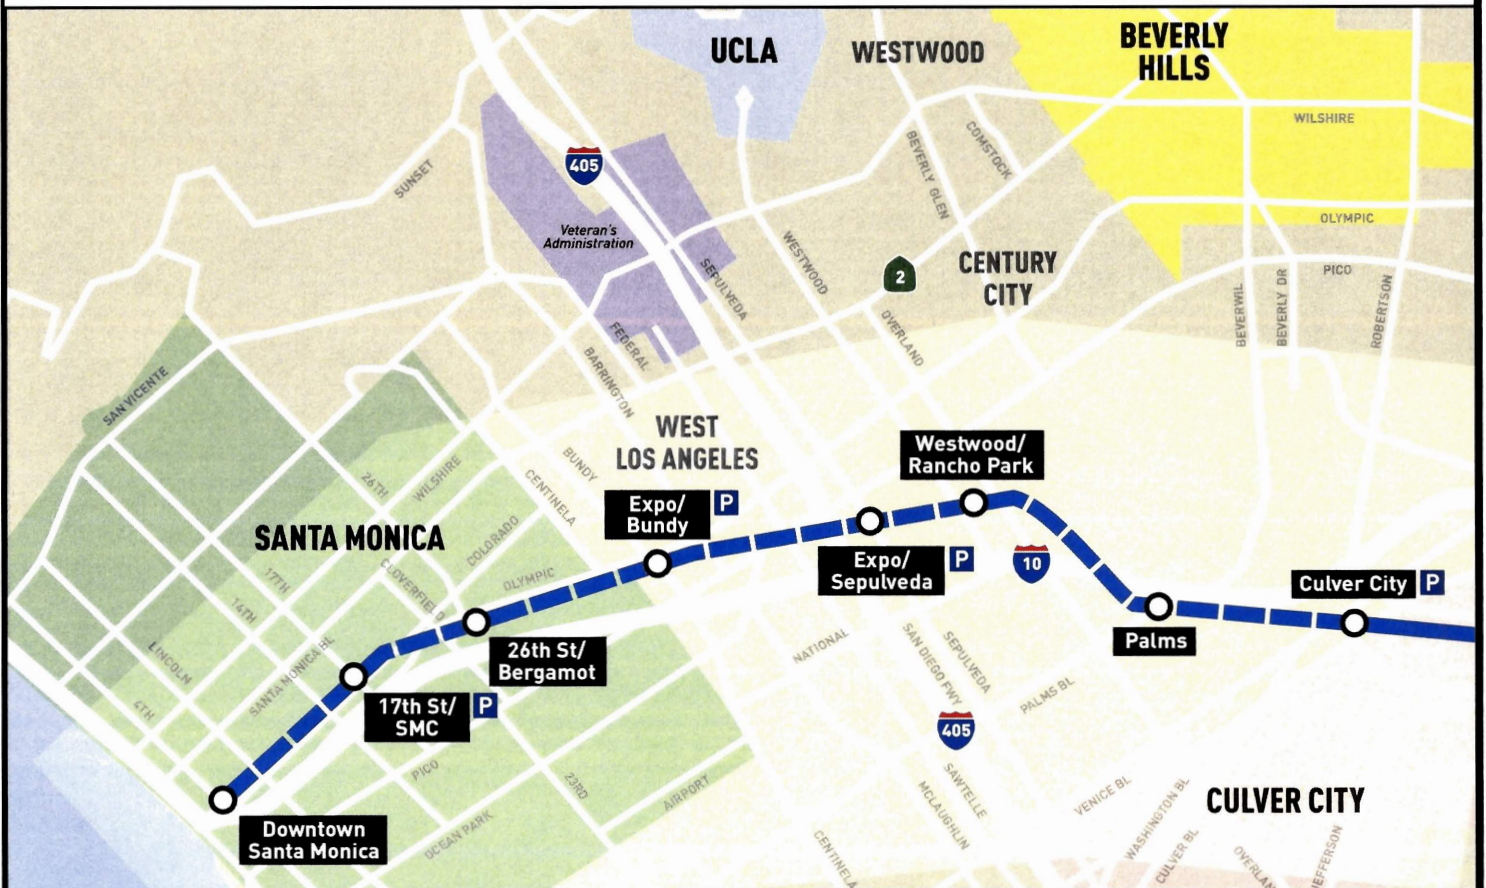 UCLA
WESTWOOD
BEVERLY
HILLS
WILSHIRE
405
SUNSET
BEVERLY GLEN
COMSTOCK
Veteran's
Administration
OLYMPIC
SEPULVEDA
WESTWOOD
2
CENTURY
CITY
PICO
BEVERWIL
BEVERLY DR
ROBERTSON
FEDERAL
BARRINGTON
OVERLAND
SAN VICENTE
WEST
LOS ANGELES
Westwood/
Rancho Park
26TH
WILSHIRE
BUNDY
CENTINELA
Expo/
Bundy
P
SANTA MONICA
COLORADO
CLOVERFIELD
OLYMPIC
Expo/
Sepulveda
P
10
Culver City
P
17TH
14TH
LINCOLN
SANTA MONICA BL
4TH
26th St/
Bergamot
17th St/
SMC
P
Palms
NATIONAL
SAN DIEGO FWY
SEPULVEDA
PALMS BL
405
PICO
23RD
AIRPORT
OCEAN PARK
Downtown
Santa Monica
SAWTELLE
MCLAUGHLIN
CENTINELA
VENICE BL
WASHINGTON BL
CULVER BL
CULVER CITY
OVERLAN
EFFERSON